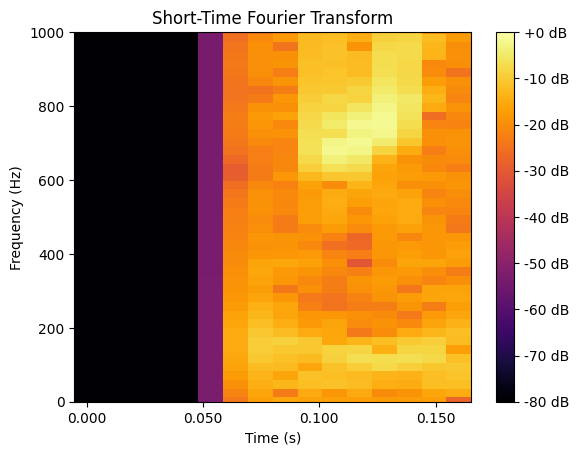 Short-Time Fourier Transform
1000
800
600
400
200
0
Frequency (Hz)
0.000
0.050
0.100
0.150
Time (s)
+0 dB
-10 dB
-20 dB
-30 dB
-40 dB
-50 dB
-60 dB
-70 dB
-80 dB